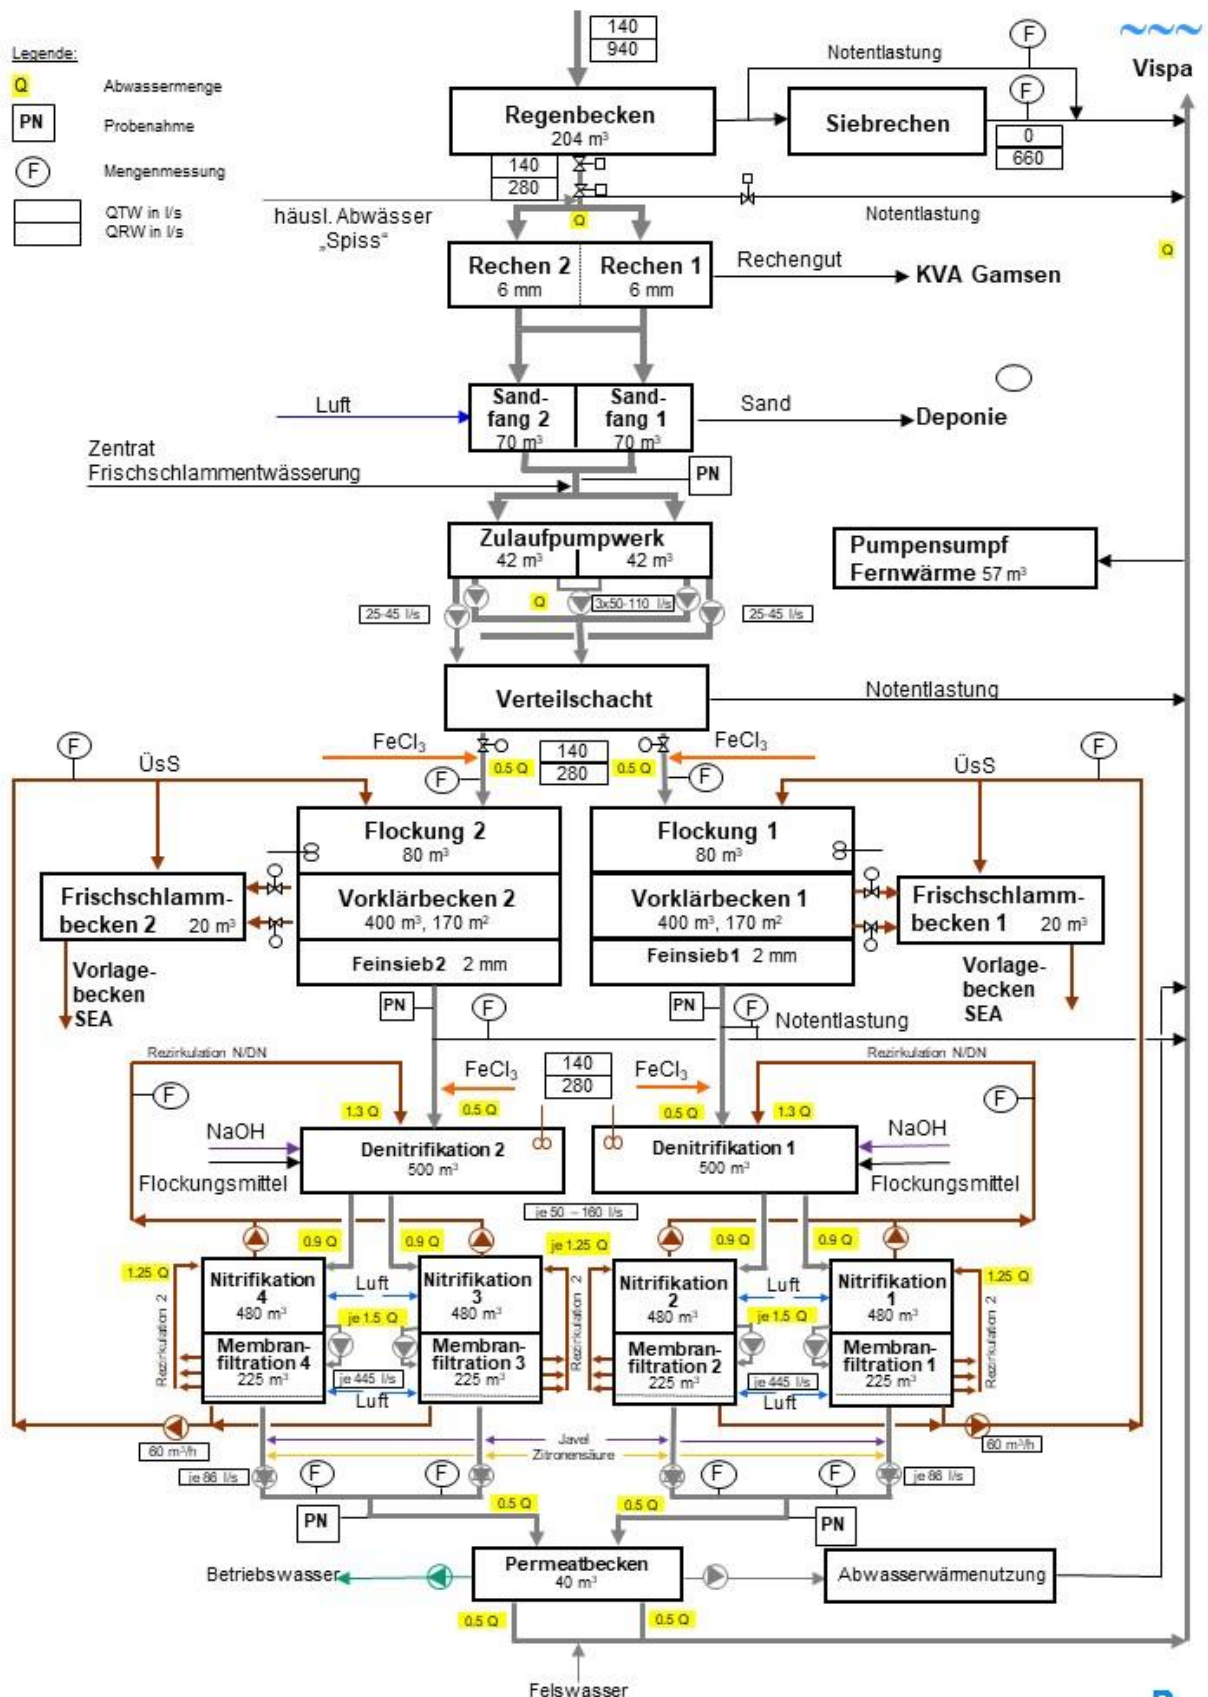 140
940
Notentlastung
F
Vispa
Legende:
Q Abwassermenge
PN Probenahme
F Mengenmessung
QTW in l/s
QRW in l/s
Regenbecken
204 m³
F
Siebrechen
0
660
140
280
häusl. Abwässer
„Spiss“
Q
Notentlastung
Q
Rechen 2
6 mm
Rechen 1
6 mm
Rechengut
KVA Gamsen
Luft
Sand-
fang 2
70 m³
Sand-
fang 1
70 m³
Sand
Deponie
Zentrat
Frischschlammentwässerung
PN
Zulaufpumpwerk
42 m³ 42 m³
Pumpensumpf
Fernwärme 57 m³
25-45 l/s
Q
3x50-110 l/s
25-45 l/s
Verteilschacht
Notentlastung
F
ÜsS
FeCl₃
F
0.5 Q
140
280
0.5 Q
F
FeCl₃
ÜsS
F
Flockung 2
80 m³
Flockung 1
80 m³
Frischschlamm-
becken 2 20 m³
Vorklärbecken 2
400 m³, 170 m²
Vorklärbecken 1
400 m³, 170 m²
Frischschlamm-
becken 1 20 m³
Feinsieb2 2 mm
Feinsieb1 2 mm
Vorlage-
becken
SEA
PN
F
PN
F
Notentlastung
Vorlage-
becken
SEA
Rezirkulation N/DN
FeCl₃
140
280
FeCl₃
Rezirkulation N/DN
F
1.3 Q
0.5 Q
0.5 Q
1.3 Q
F
NaOH
Flockungsmittel
Denitrifikation 2
500 m³
Denitrifikation 1
500 m³
NaOH
Flockungsmittel
je 50 – 160 l/s
0.9 Q
0.9 Q
je 1.25 Q
0.9 Q
0.9 Q
1.25 Q
1.25 Q
Rezirkulation 2
Nitrifikation
4
480 m³
Luft
Nitrifikation
3
480 m³
Rezirkulation 2
Nitrifikation
2
480 m³
Luft
Nitrifikation
1
480 m³
Rezirkulation 2
je 1.5 Q
je 1.5 Q
Membran-
filtration 4
225 m³
je 445 l/s
Luft
Membran-
filtration 3
225 m³
Membran-
filtration 2
225 m³
je 445 l/s
Luft
Membran-
filtration 1
225 m³
60 m³/h
Javel
Zitronensäure
60 m³/h
je 86 l/s
F
F
F
F
je 86 l/s
PN
0.5 Q
0.5 Q
PN
Betriebswasser
Permeatbecken
40 m³
Abwasserwärmenutzung
0.5 Q
0.5 Q
Felswasser